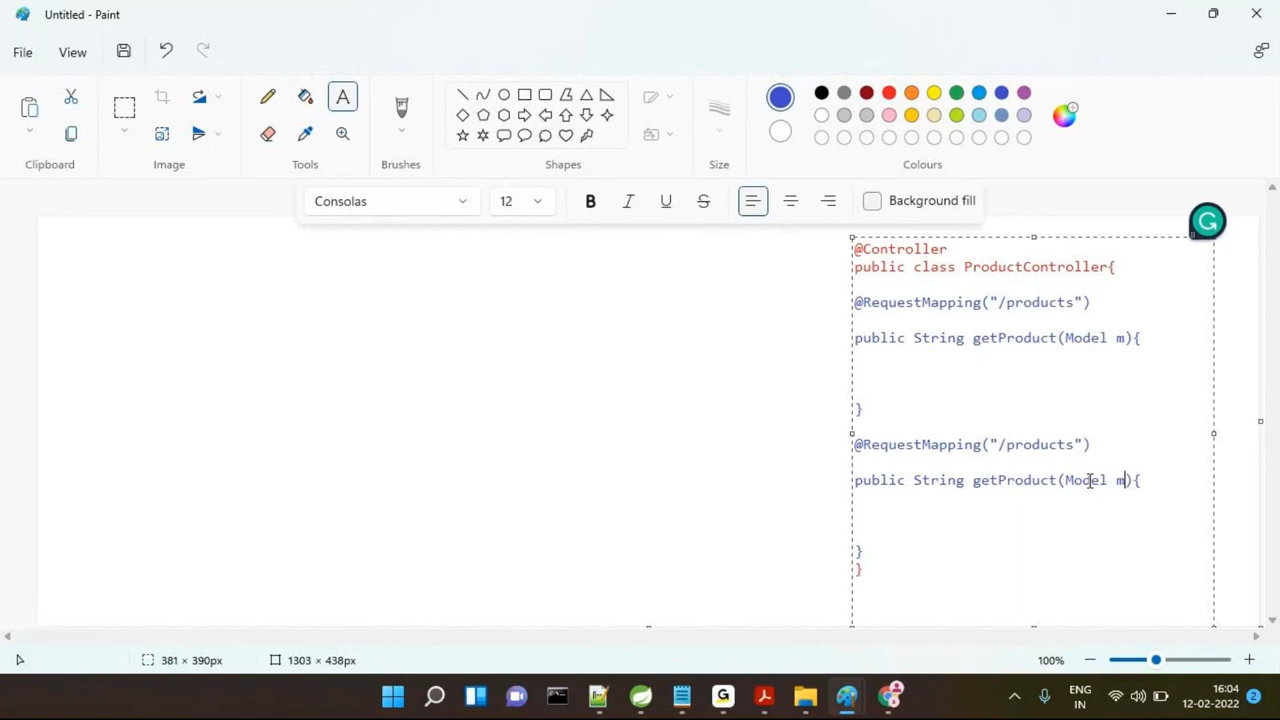 Untitled - Paint
File View
Clipboard Image Tools Brushes Shapes Size Colours
Consolas 12 B I U S Background fill
@Controller
public class ProductController{
@RequestMapping("/products")
public String getProduct(Model m){
}
@RequestMapping("/products")
public String getProduct(Model m){
}
}
381 × 390px 1303 × 438px 100%
ENG 16:04
IN 12-02-2022 2